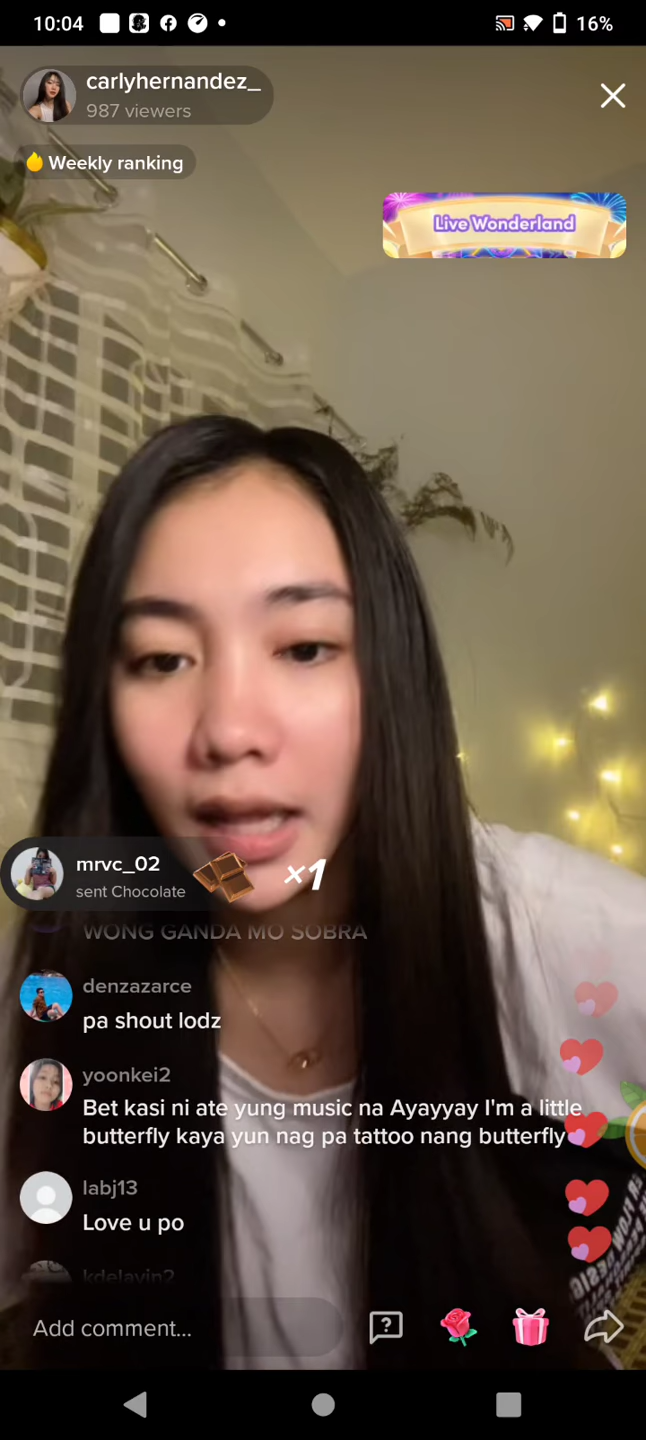 10:04
16%
carlyhernandez_
987 viewers
Weekly ranking
Live Wonderland
mrvc_02
sent Chocolate
×1
WONG GANDA MO SOBRA
denzazarce
pa shout lodz
yoonkei2
Bet kasi ni ate yung music na Ayayyay I'm a little
butterfly kaya yun nag pa tattoo nang butterfly
labj13
Love u po
kdelavin2
Add comment...